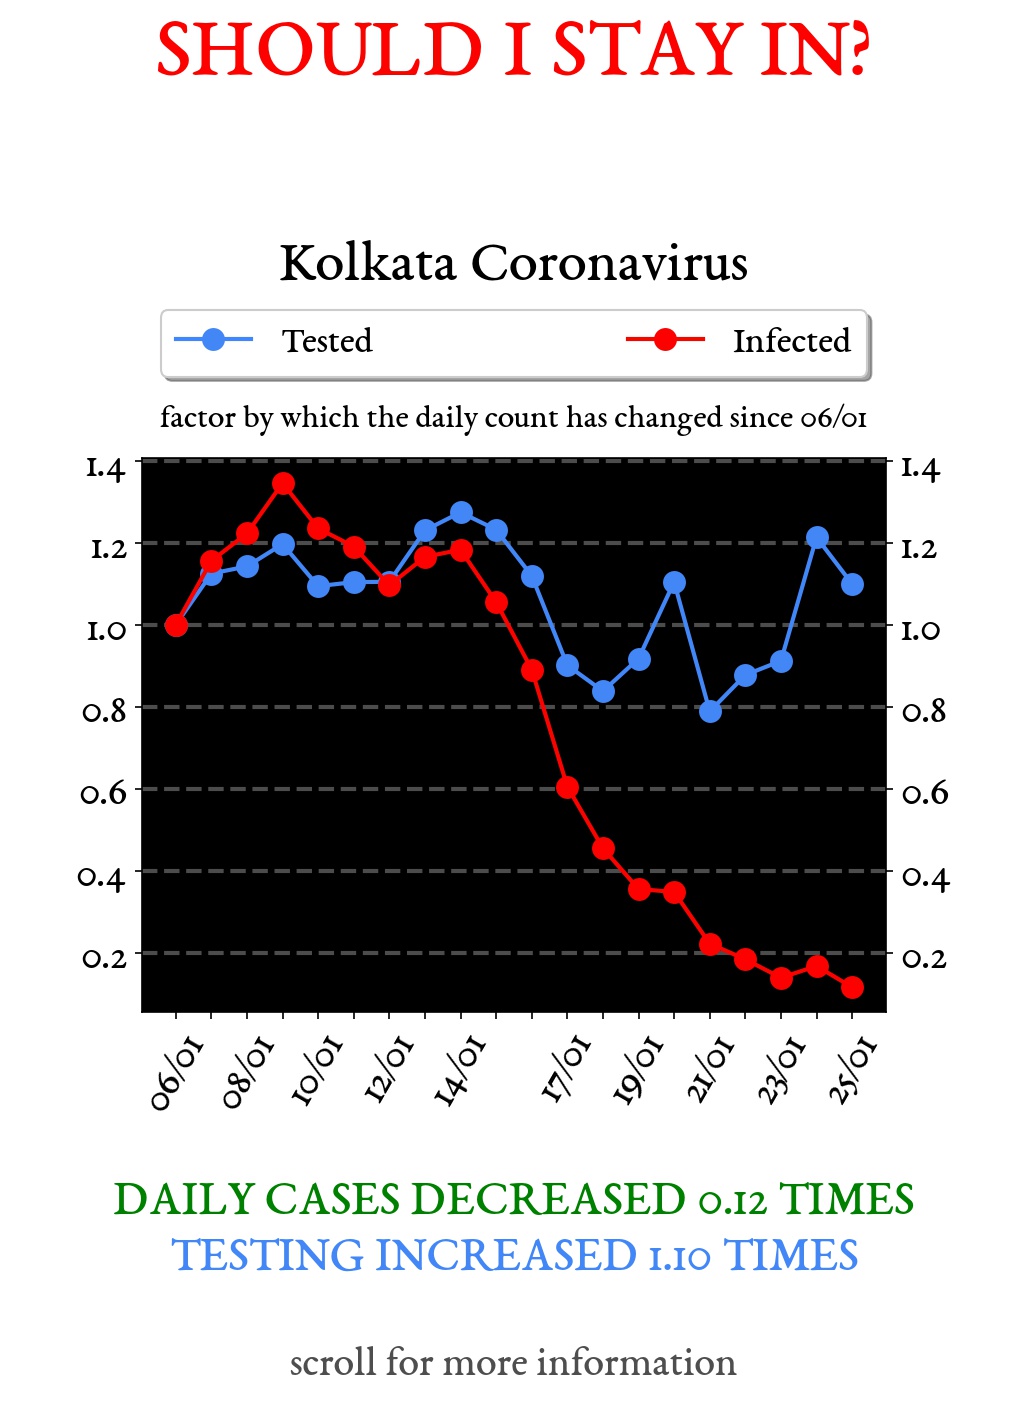 SHOULD I STAY IN?
Kolkata Coronavirus
Tested Infected
factor by which the daily count has changed since 06/01
1.4 1.4
1.2 1.2
1.0 1.0
0.8 0.8
0.6 0.6
0.4 0.4
0.2 0.2
06/01 08/01 10/01 12/01 14/01 17/01 19/01 21/01 23/01 25/01
DAILY CASES DECREASED 0.12 TIMES
TESTING INCREASED 1.10 TIMES
scroll for more information